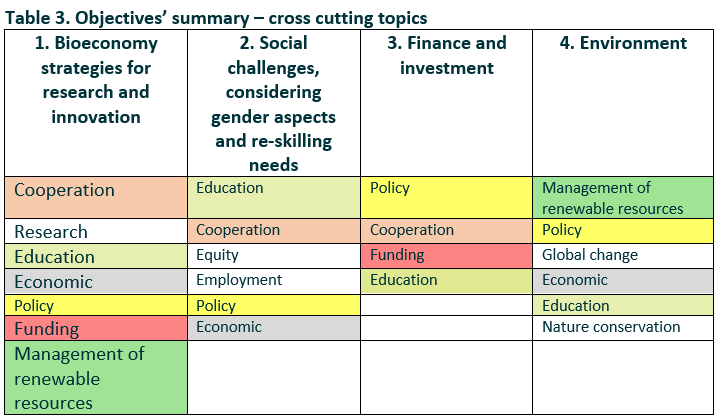 Table 3. Objectives’ summary – cross cutting topics
1. Bioeconomy
strategies for
research and
innovation
2. Social
challenges,
considering
gender aspects
and re-skilling
needs
3. Finance and
investment
4. Environment
Cooperation
Education
Policy
Management of
renewable resources
Research
Cooperation
Cooperation
Policy
Education
Equity
Funding
Global change
Economic
Employment
Education
Economic
Policy
Policy
Education
Funding
Economic
Nature conservation
Management of
renewable
resources